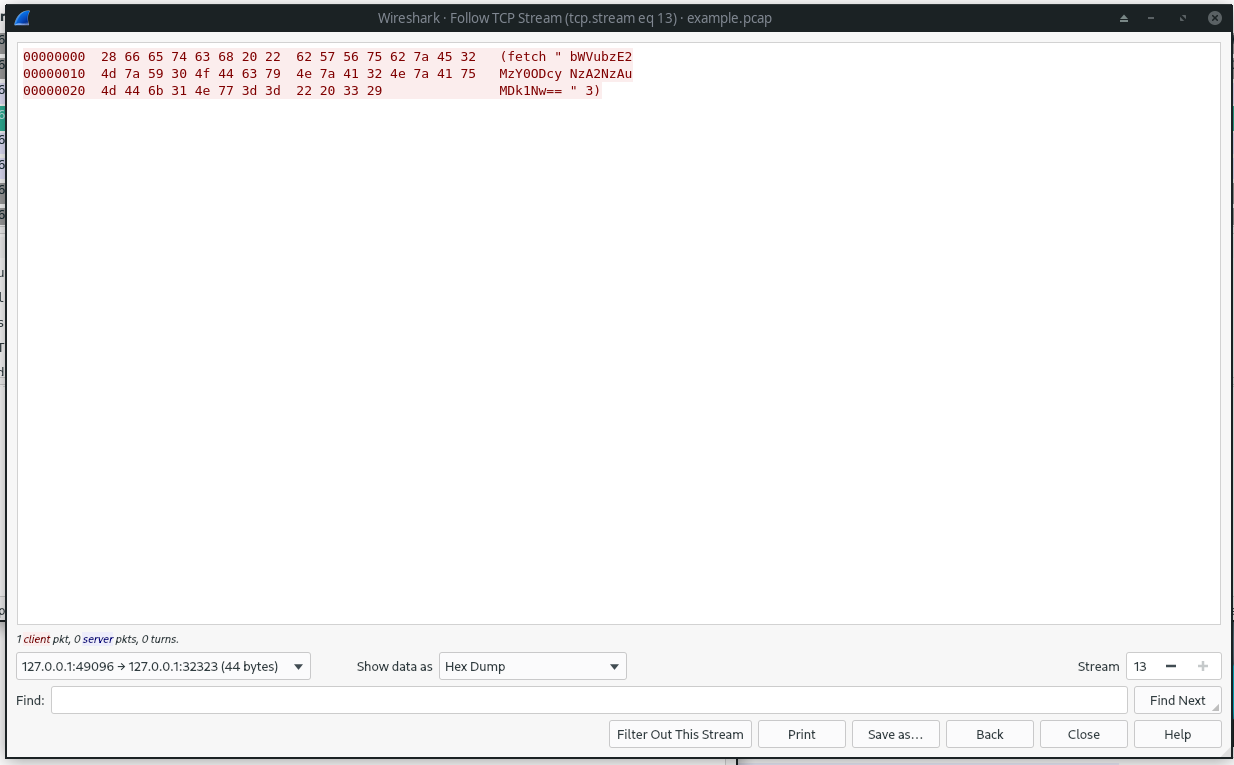 Wireshark · Follow TCP Stream (tcp.stream eq 13) · example.pcap
00000000  28 66 65 74 63 68 20 22  62 57 56 75 62 7a 45 32   (fetch " bWVubzE2
00000010  4d 7a 59 30 4f 44 63 79  4e 7a 41 32 4e 7a 41 75   MzY0ODcy NzA2NzAu
00000020  4d 44 6b 31 4e 77 3d 3d  22 20 33 29               MDk1Nw== " 3)
1 client pkt, 0 server pkts, 0 turns.
127.0.0.1:49096 → 127.0.0.1:32323 (44 bytes) Show data as Hex Dump Stream 13
Find: Find Next
Filter Out This Stream Print Save as... Back Close Help